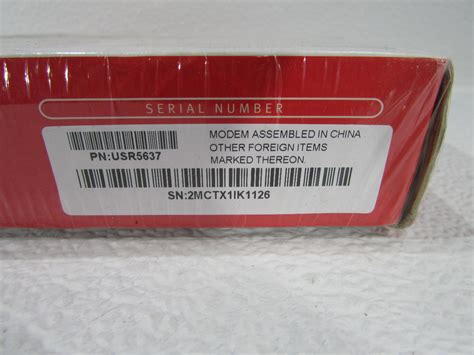 SERIAL NUMBER
PN:USR5637
MODEM ASSEMBLED IN CHINA
OTHER FOREIGN ITEMS
MARKED THEREON.
SN:2MCTX1IK1126